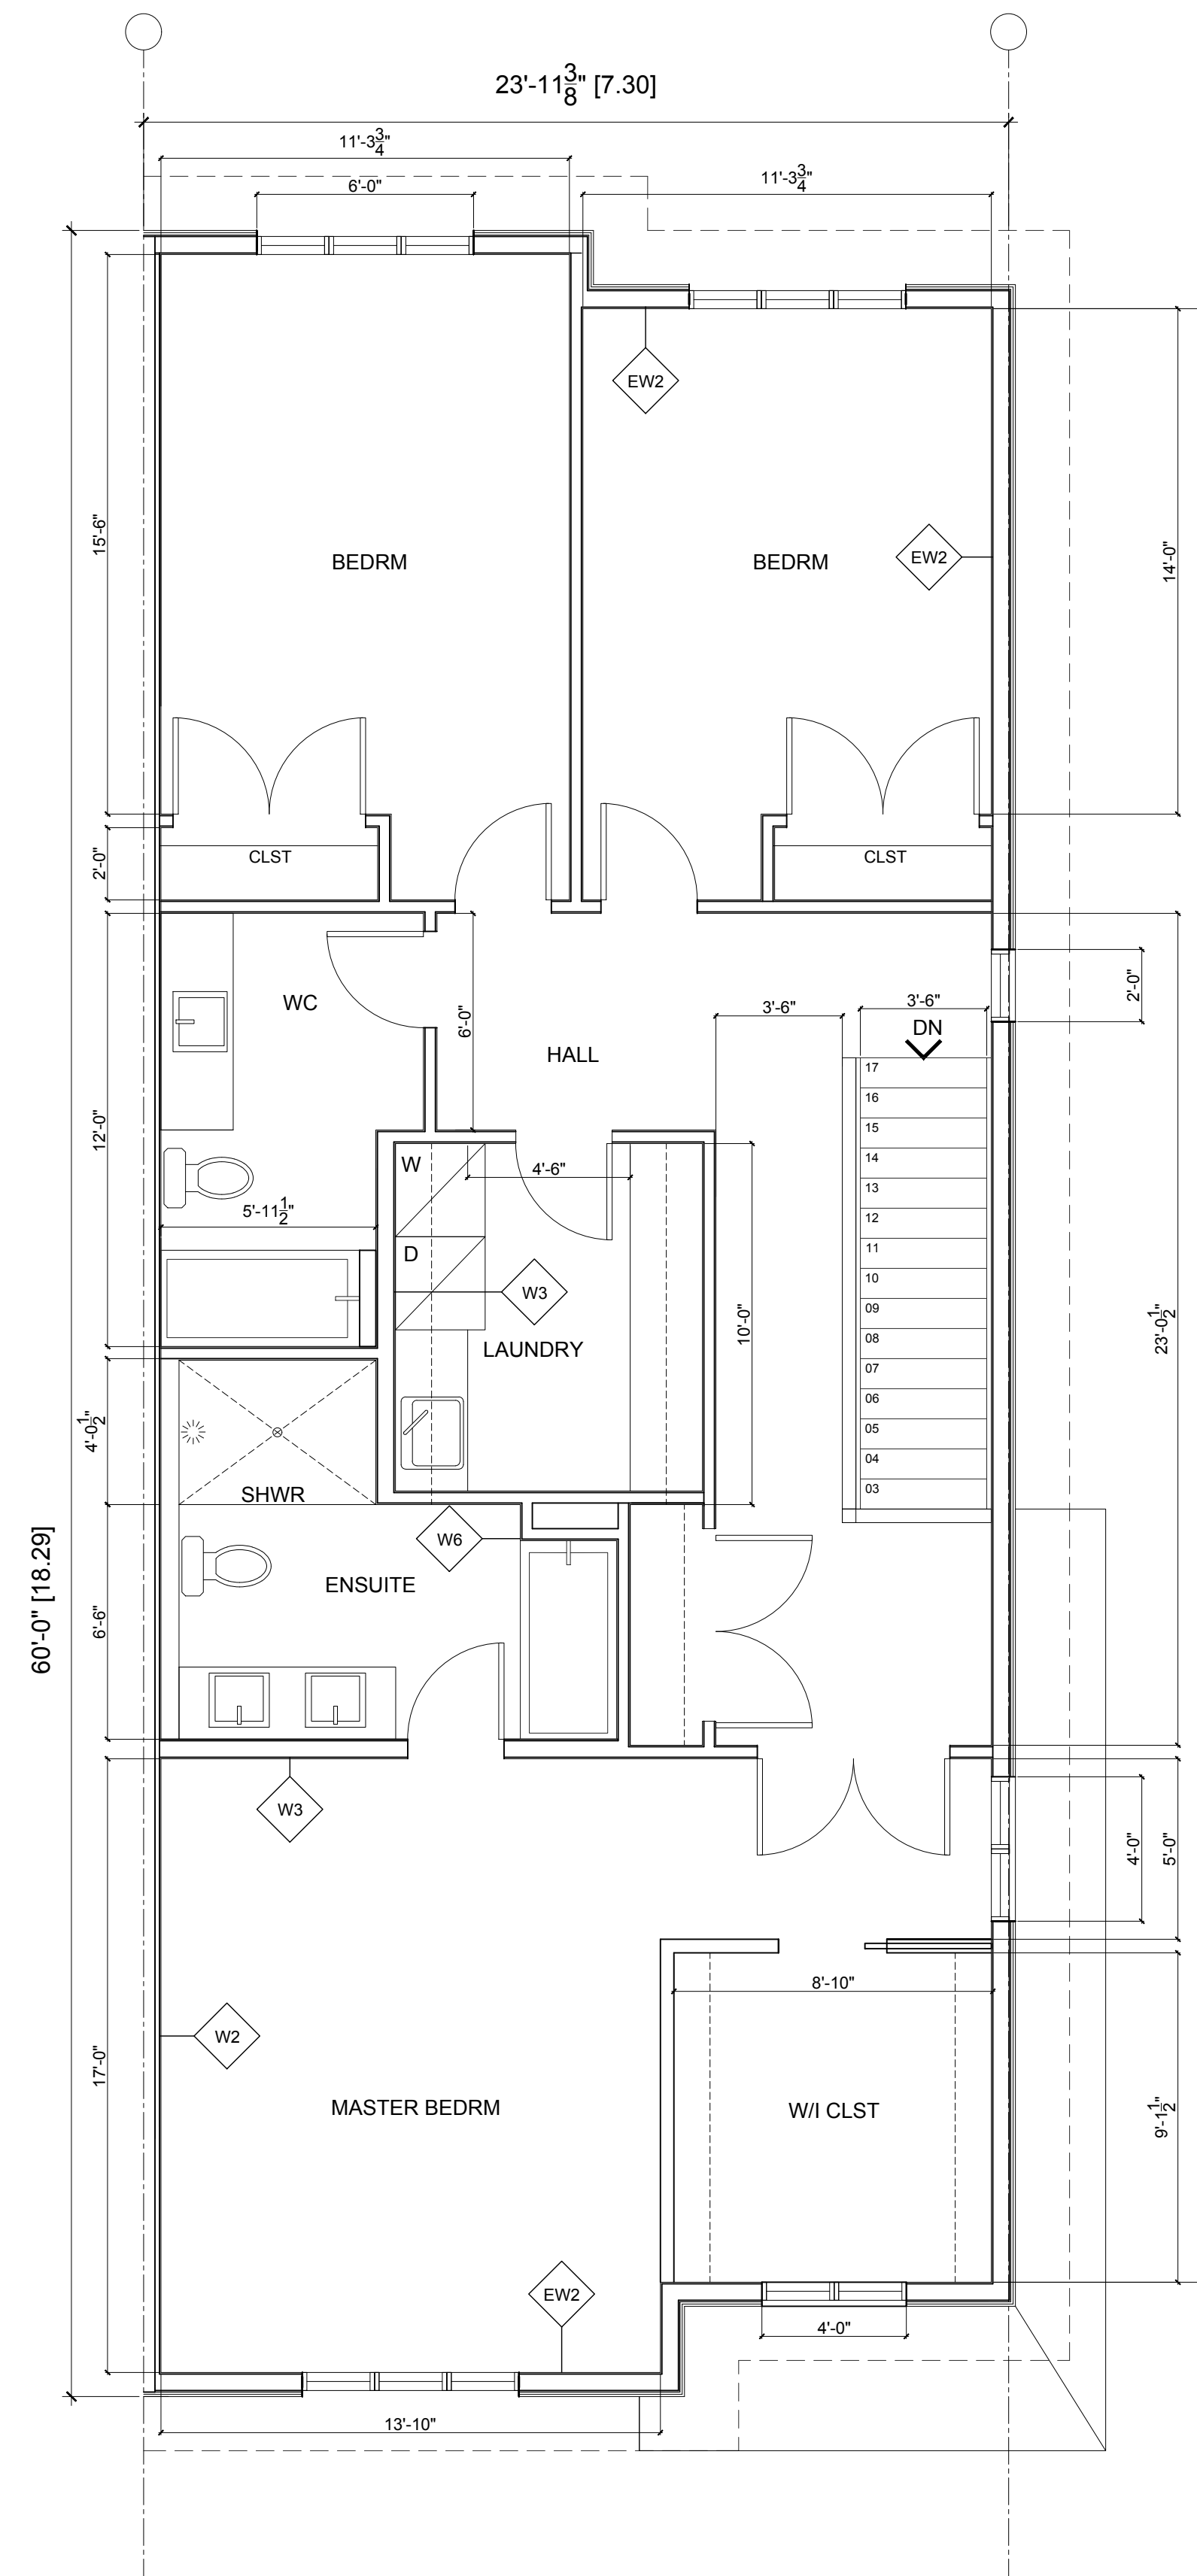 23'-11 3/8" [7.30]
11'-3 3/4"
11'-3 3/4"
6'-0"
EW2
15'-6"
BEDRM
BEDRM
EW2
14'-0"
2'-0"
CLST
CLST
WC
6'-0"
HALL
3'-6"
3'-6"
DN
2'-0"
17
16
15
14
13
12
11
10
09
08
07
06
05
04
03
12'-0"
W
4'-6"
5'-11 1/2"
D
W3
LAUNDRY
10'-0"
23'-0 1/2"
4'-0 1/2"
SHWR
W6
ENSUITE
60'-0" [18.29]
6'-6"
W3
4'-0"
5'-0"
8'-10"
W2
17'-0"
MASTER BEDRM
W/I CLST
9'-1 1/2"
EW2
4'-0"
13'-10"